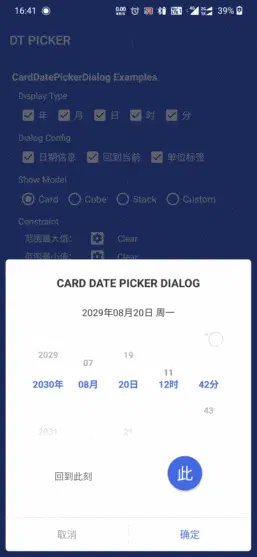 16:41
39%
DT PICKER
CardDatePickerDialog Examples
Display Type
年 月 日 时 分
Dialog Config
日期信息 回到当前 单位标签
Show Model
Card Cube Stack Custom
Constraint
范围最大值: Clear
范围最小值: Clear
CARD DATE PICKER DIALOG
2029年08月20日 周一
2029 19
07
11
2030年 08月 20日 12时 42分
43
2031 21
回到此刻 此
取消 确定